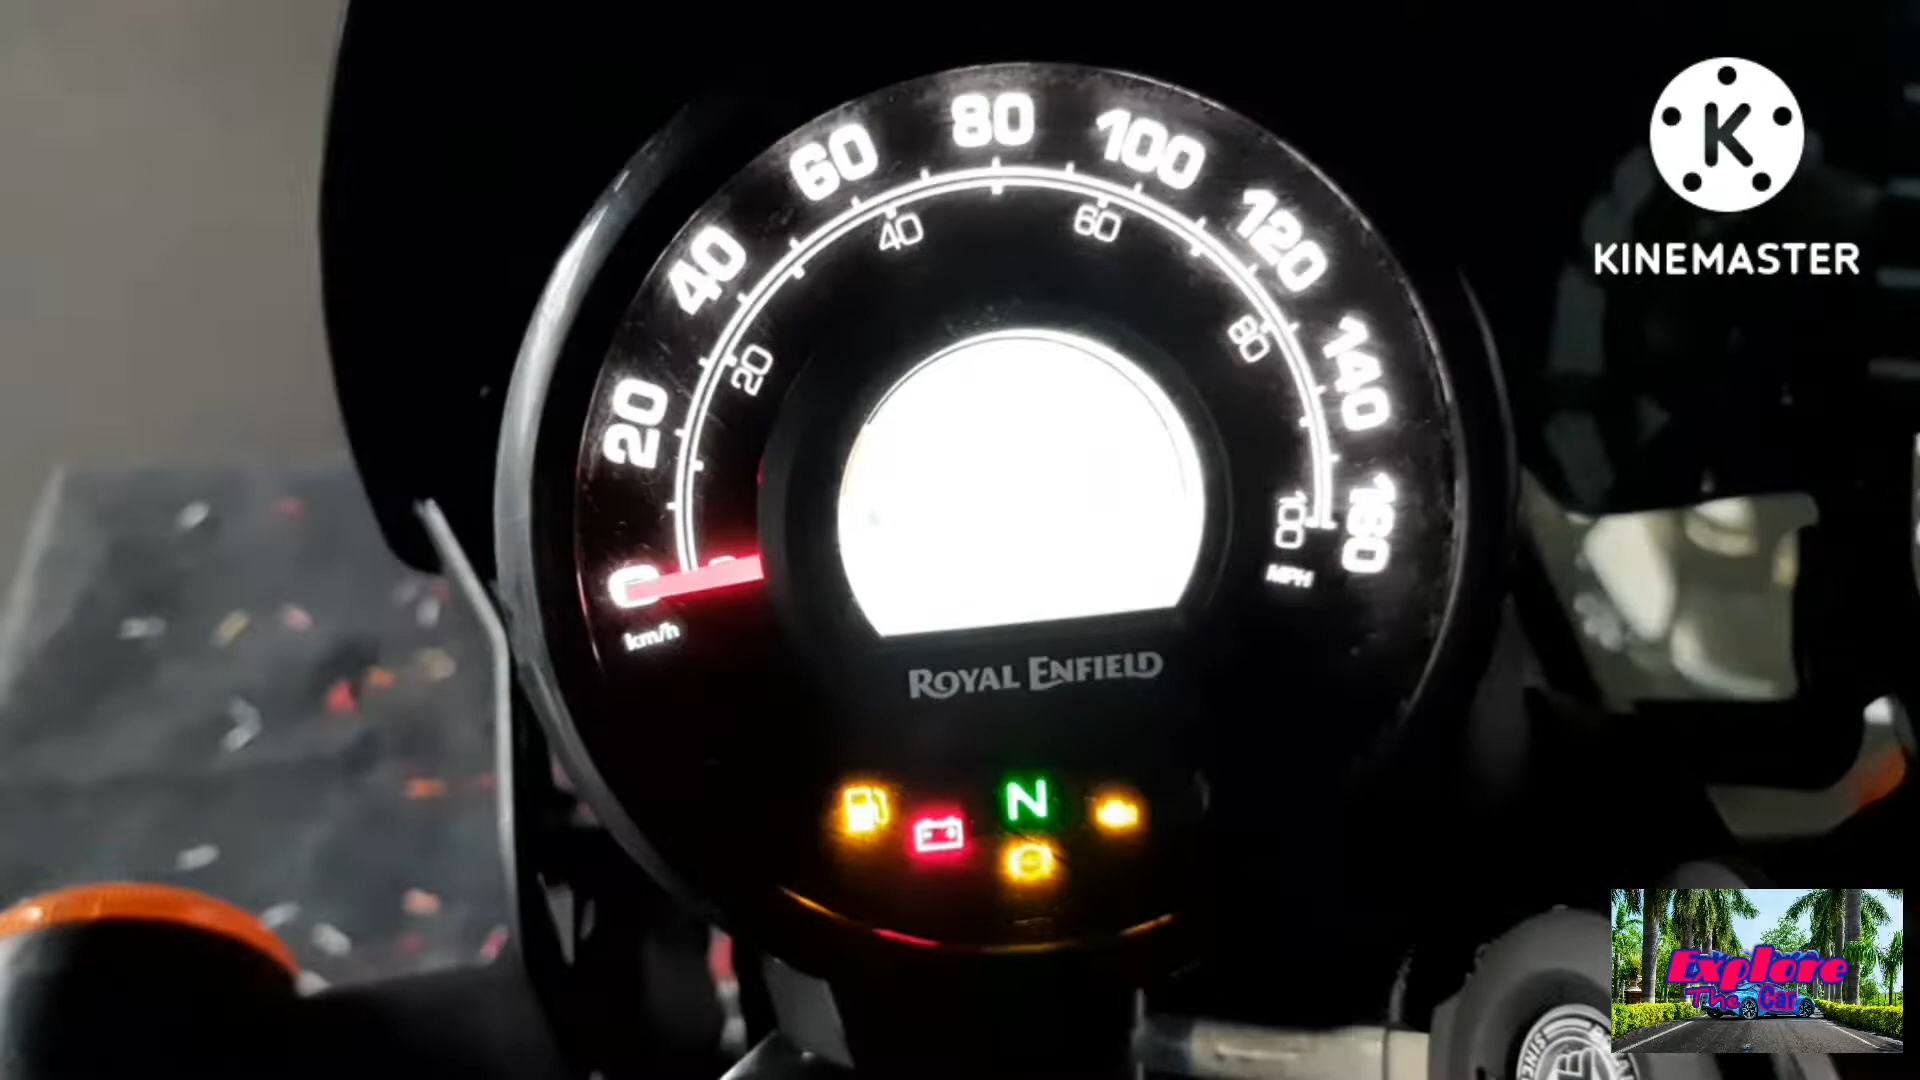 0
20
40
60
80
100
120
140
160
km/h
20
40
60
80
100
MPH
ROYAL ENFIELD
N
K
KINEMASTER
Explore
The Car